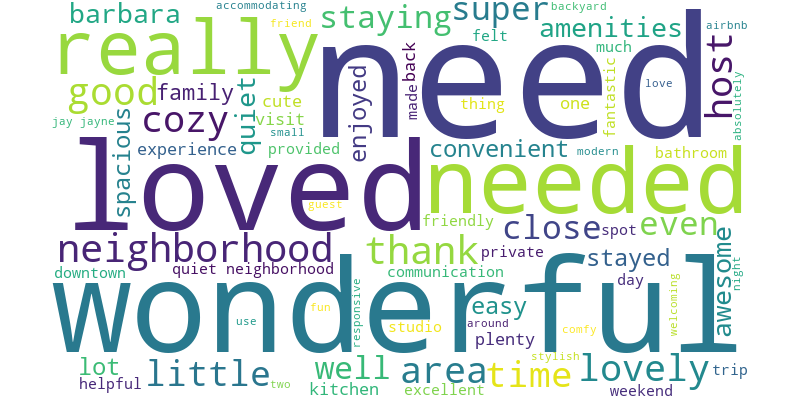 accommodating
backyard
barbara
staying
super
friend
airbnb
really
need
amenities
felt
much
host
good
family
quiet
enjoyed
made
back
love
fantastic
absolutely
cute
thing
one
jay jayne
spacious
cozy
visit
small
experience
provided
convenient
modern
bathroom
loved
needed
guest
friendly
close
spot
even
neighborhood
thank
private
stayed
awesome
downtown
quiet neighborhood
communication
day
night
wonderful
responsive
easy
welcoming
fun
use
studio
around
comfy
plenty
stylish
lot
little
well
area
time
lovely
trip
helpful
two
kitchen
excellent
weekend